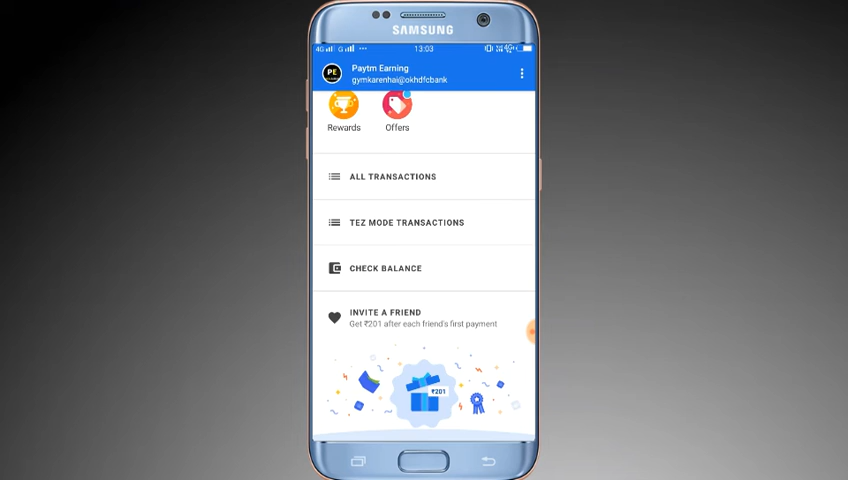 SAMSUNG
4G G ... 13:03
PE
Paytm Earning
gymkarenhai@okhdfcbank
Rewards
Offers
ALL TRANSACTIONS
TEZ MODE TRANSACTIONS
CHECK BALANCE
INVITE A FRIEND
Get ₹201 after each friend's first payment
₹201